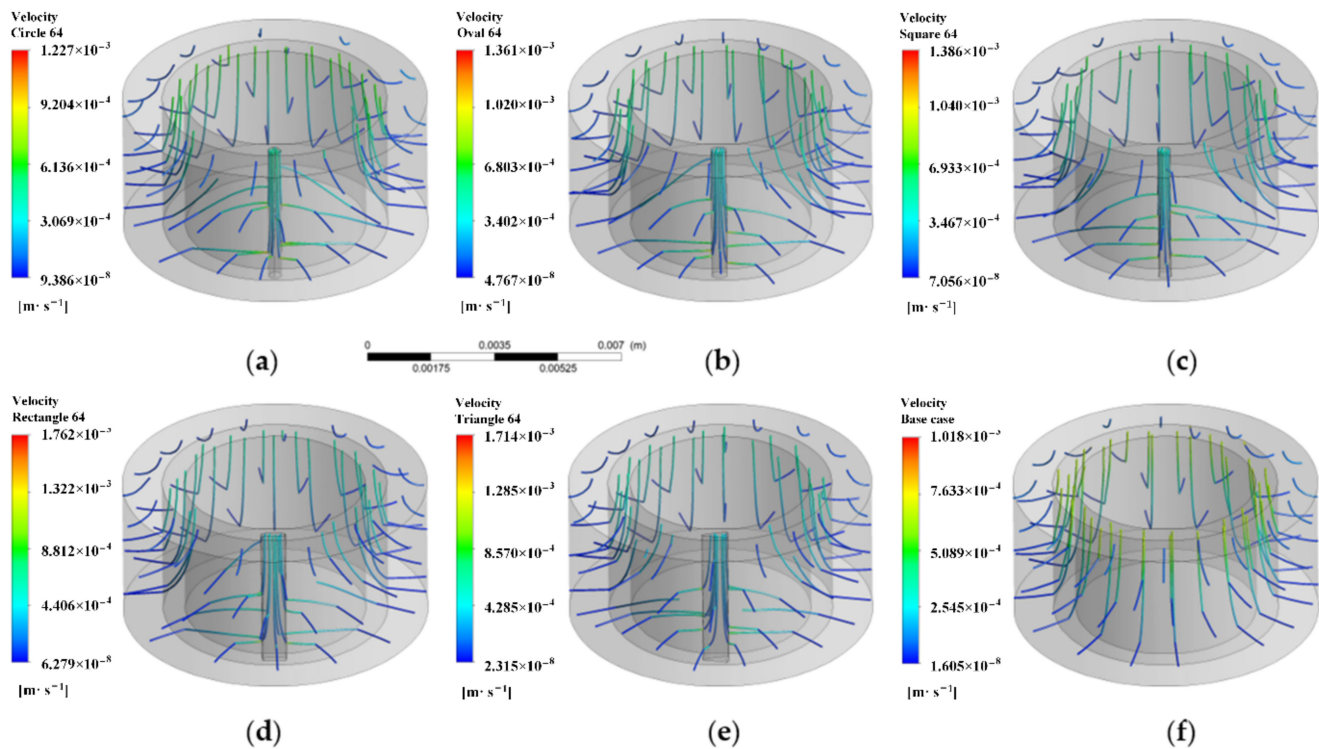 Velocity
Circle 64
1.227×10⁻³
9.204×10⁻⁴
6.136×10⁻⁴
3.069×10⁻⁴
9.386×10⁻⁸
[m· s⁻¹]
(a)
Velocity
Oval 64
1.361×10⁻³
1.020×10⁻³
6.803×10⁻⁴
3.402×10⁻⁴
4.767×10⁻⁸
[m· s⁻¹]
(b)
Velocity
Square 64
1.386×10⁻³
1.040×10⁻³
6.933×10⁻⁴
3.467×10⁻⁴
7.056×10⁻⁸
[m· s⁻¹]
(c)
0 0.0035 0.007 (m)
0.00175 0.00525
Velocity
Rectangle 64
1.762×10⁻³
1.322×10⁻³
8.812×10⁻⁴
4.406×10⁻⁴
6.279×10⁻⁸
[m· s⁻¹]
(d)
Velocity
Triangle 64
1.714×10⁻³
1.285×10⁻³
8.570×10⁻⁴
4.285×10⁻⁴
2.315×10⁻⁸
[m· s⁻¹]
(e)
Velocity
Base case
1.018×10⁻³
7.633×10⁻⁴
5.089×10⁻⁴
2.545×10⁻⁴
1.605×10⁻⁸
[m· s⁻¹]
(f)